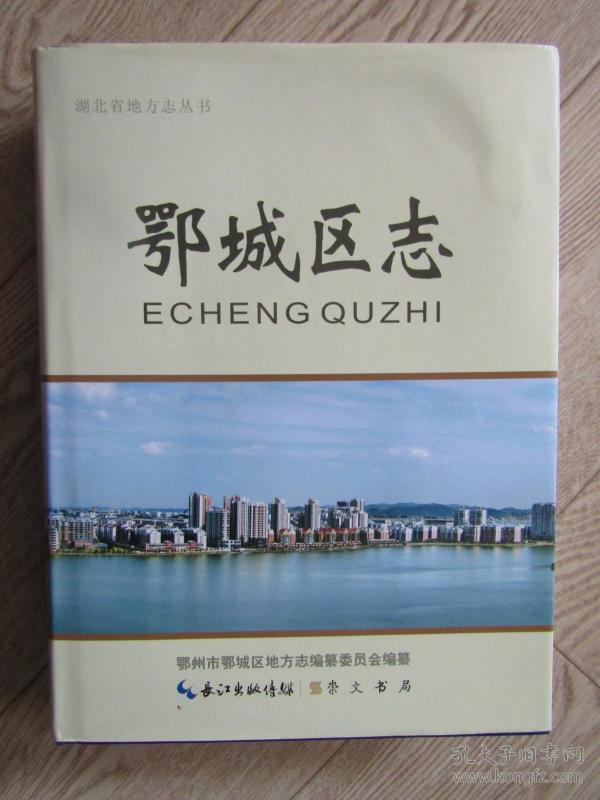 湖北省地方志丛书
鄂城区志
ECHENG QUZHI
鄂州市鄂城区地方志编纂委员会编纂
長江出版传媒 崇文书局
孔夫子旧书网
www.kongfz.com